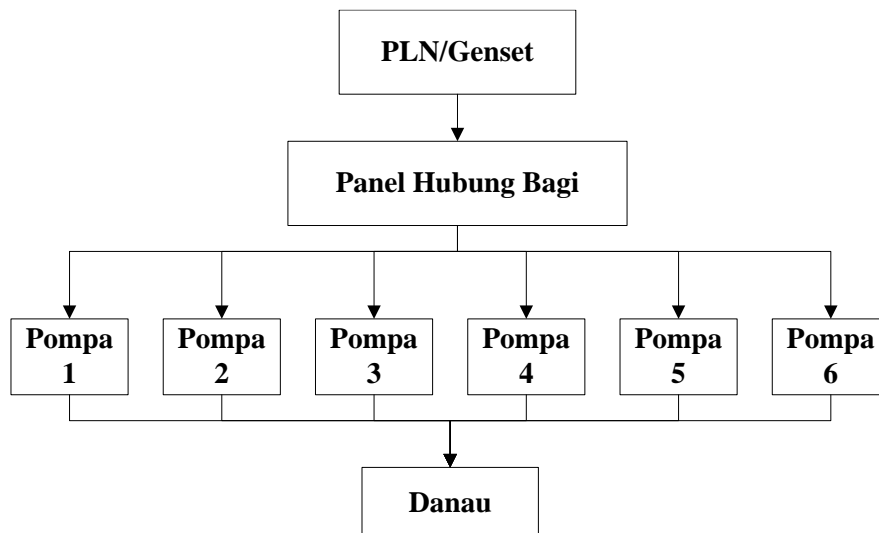 PLN/Genset
Panel Hubung Bagi
Pompa
1
Pompa
2
Pompa
3
Pompa
4
Pompa
5
Pompa
6
Danau